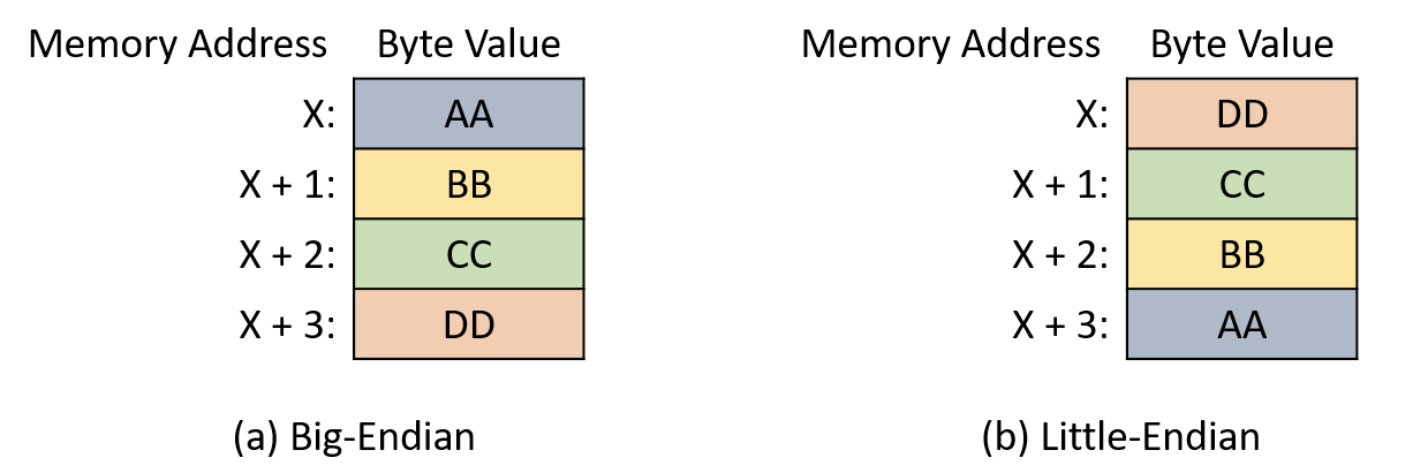 Memory Address Byte Value
X: AA
X + 1: BB
X + 2: CC
X + 3: DD
(a) Big-Endian
Memory Address Byte Value
X: DD
X + 1: CC
X + 2: BB
X + 3: AA
(b) Little-Endian